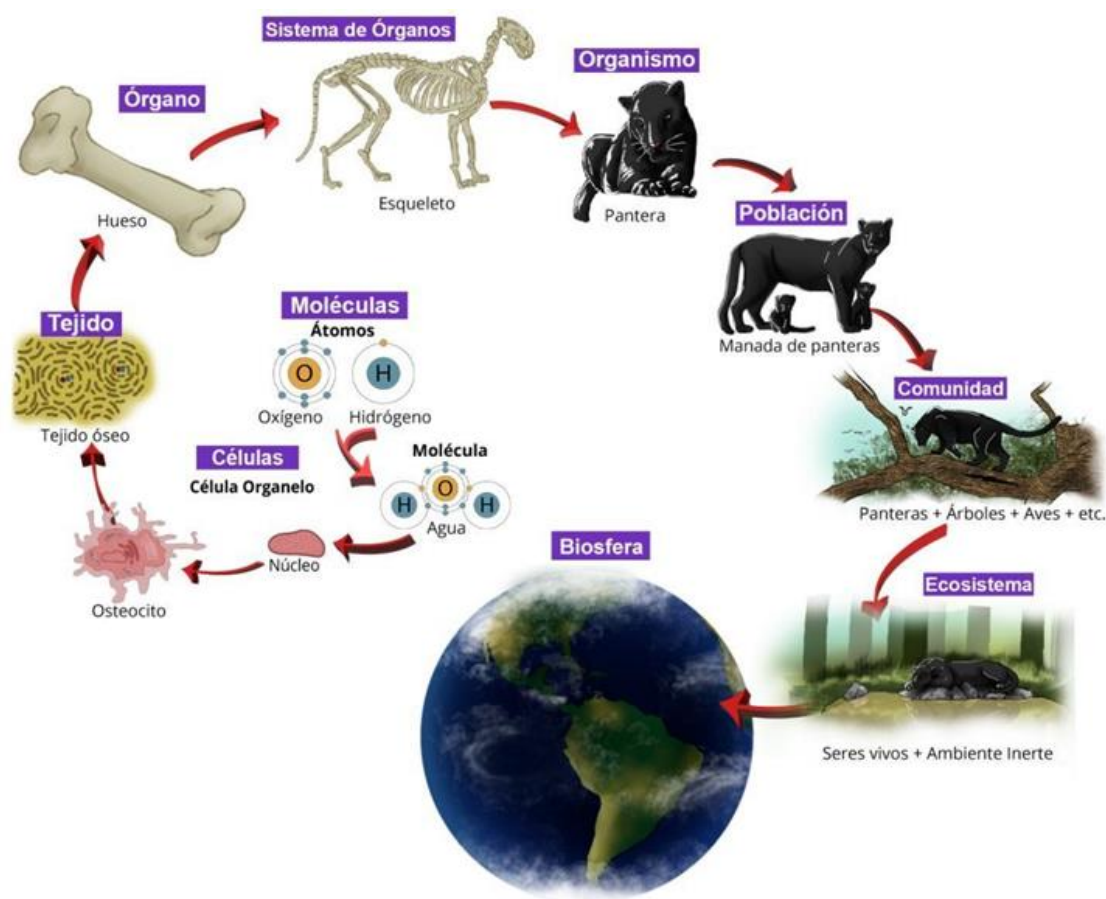 Sistema de Órganos
Organismo
Órgano
Hueso
Esqueleto
Pantera
Población
Manada de panteras
Tejido
Tejido óseo
Moléculas
Átomos
O
H
Oxígeno
Hidrógeno
Células
Célula Organelo
Molécula
H
O
H
Agua
Núcleo
Osteocito
Comunidad
Panteras + Árboles + Aves + etc.
Ecosistema
Seres vivos + Ambiente Inerte
Biosfera